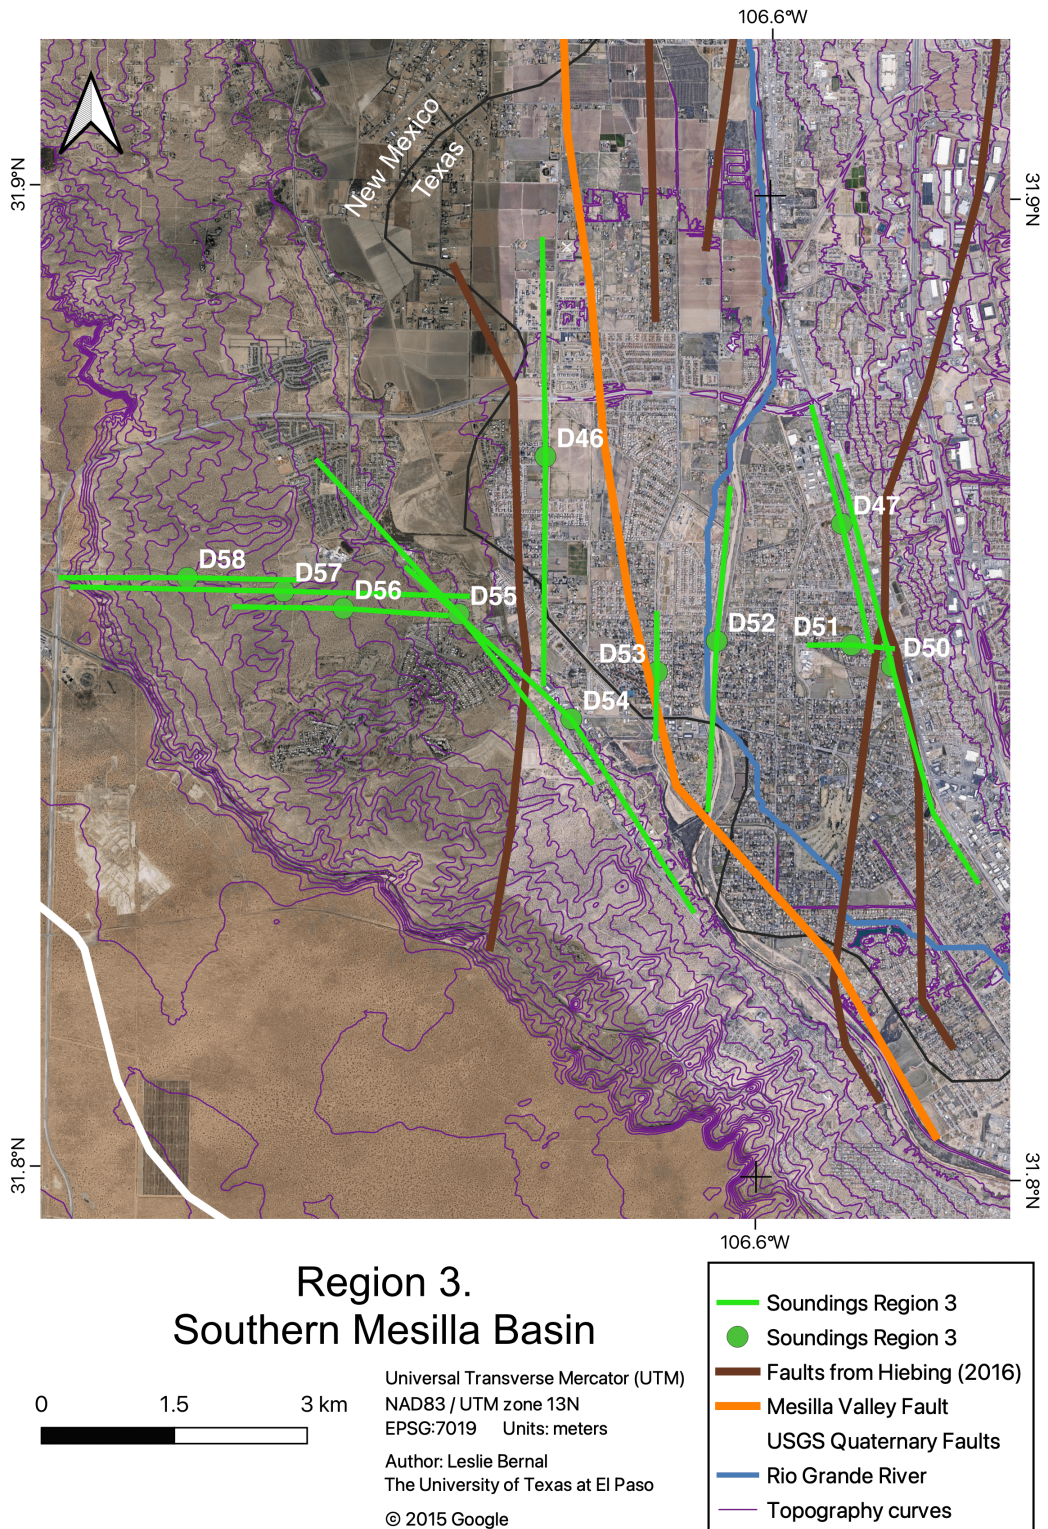 106.6°W
31.9°N
31.9°N
New Mexico
Texas
D46
D47
D58
D57
D56
D55
D52
D51
D50
D53
D54
31.8°N
31.8°N
106.6°W
Region 3.
Southern Mesilla Basin
0 1.5 3 km
Universal Transverse Mercator (UTM)
NAD83 / UTM zone 13N
EPSG:7019 Units: meters
Author: Leslie Bernal
The University of Texas at El Paso
© 2015 Google
Soundings Region 3
Soundings Region 3
Faults from Hiebing (2016)
Mesilla Valley Fault
USGS Quaternary Faults
Rio Grande River
Topography curves